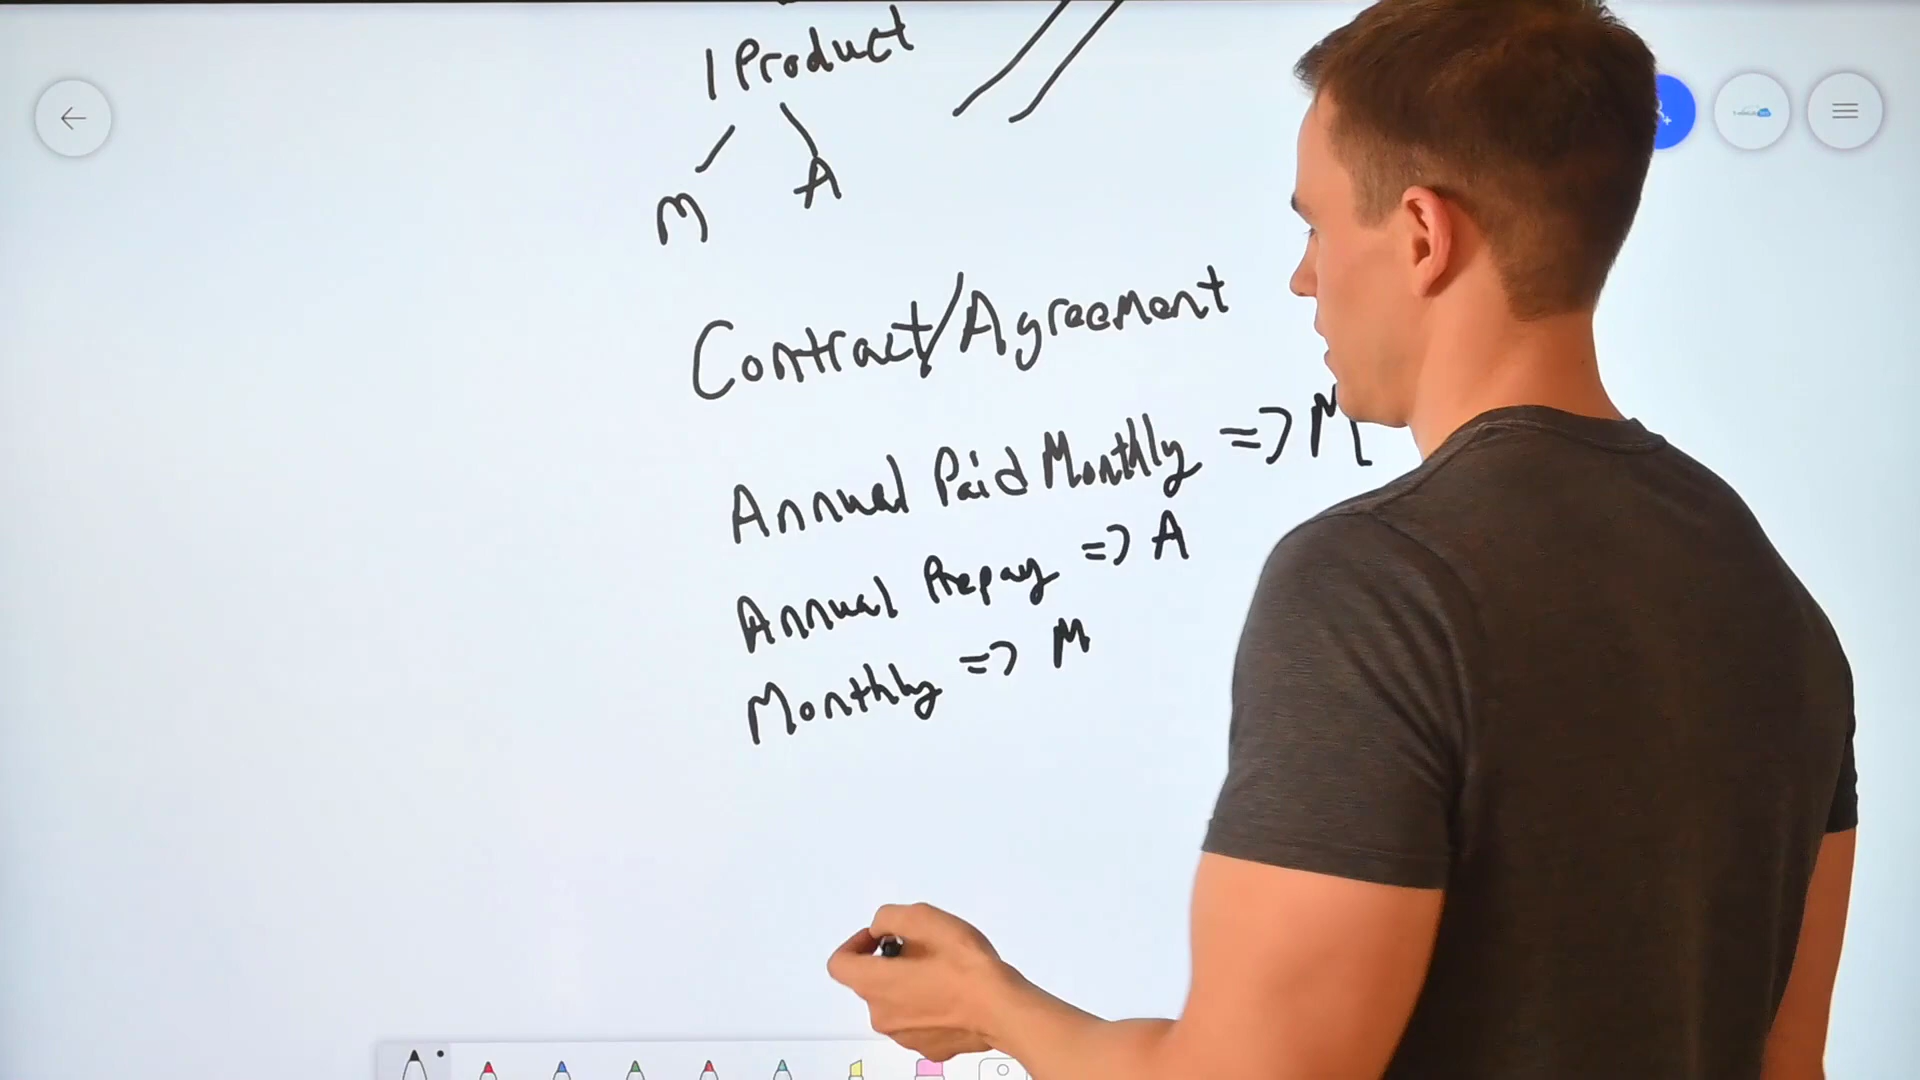 1 Product
M A
Contract/Agreement
Annual Paid Monthly => M
Annual Prepay => A
Monthly => M